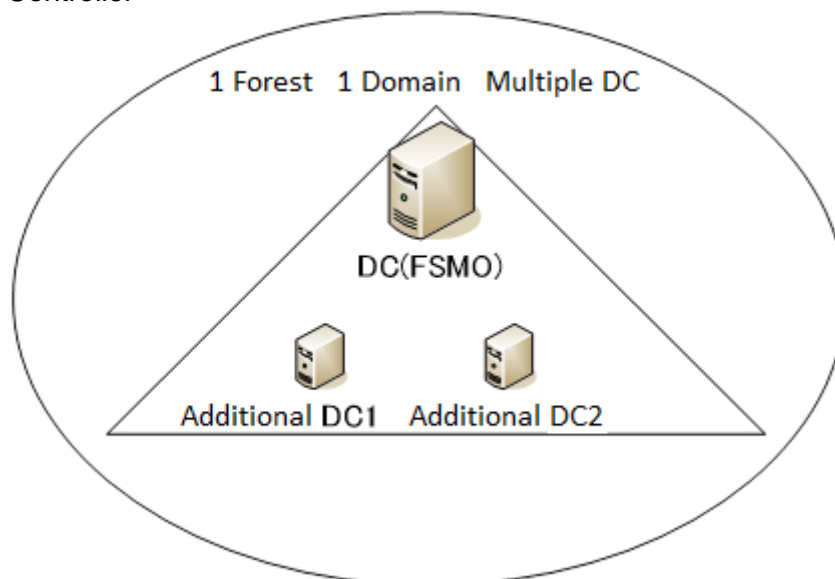 1 Forest 1 Domain Multiple DC
DC(FSMO)
Additional DC1 Additional DC2